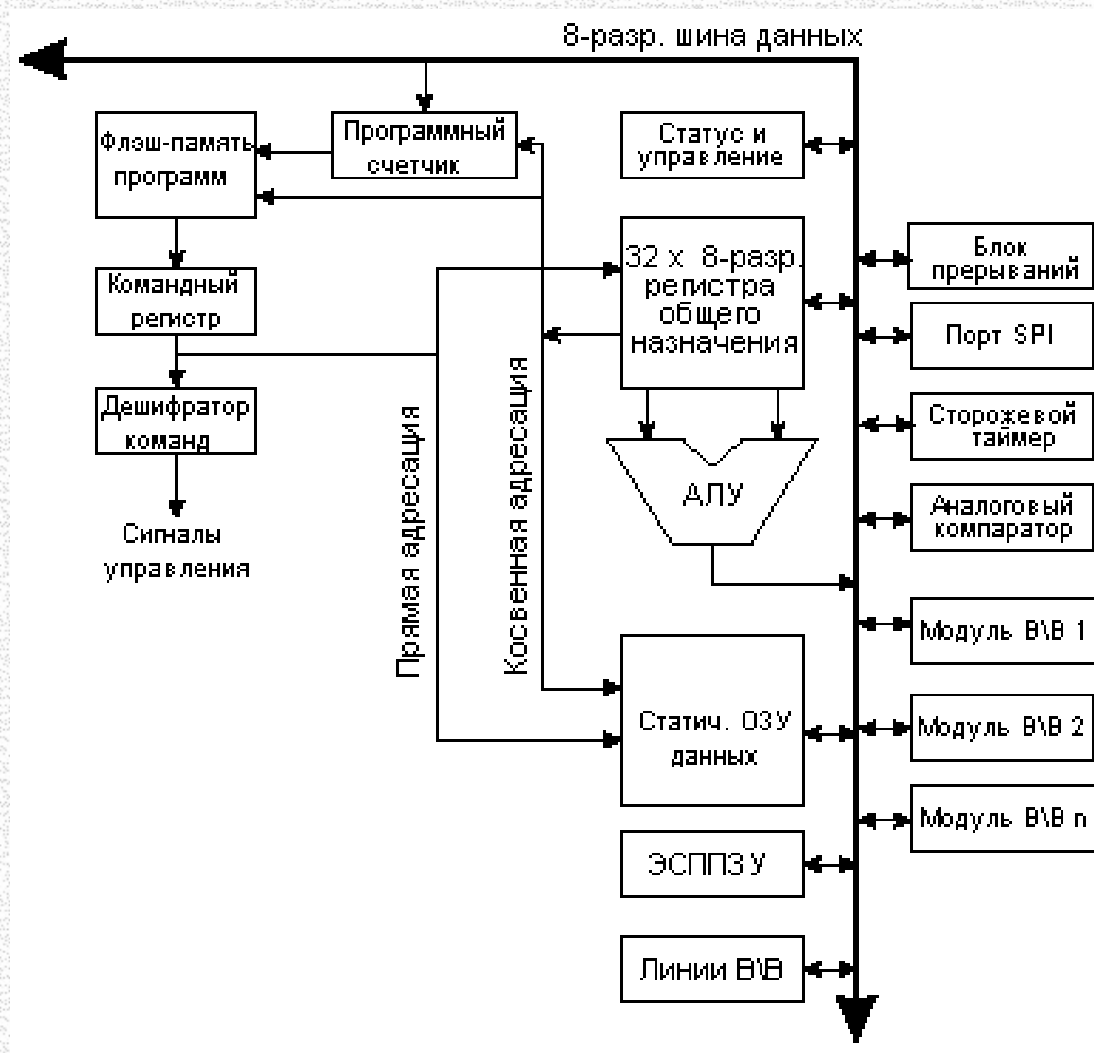 8-разр. шина данных
Флэш-память
программ
Программный
счетчик
Статус и
управление
Командный
регистр
32 х 8-разр.
регистра
общего
назначения
Блок
прерываний
Порт SPI
Дешифратор
команд
Сторожевой
таймер
АЛУ
Аналоговый
компаратор
Сигналы
управления
Прямая адресация
Косвенная адресация
Модуль В\В 1
Статич. ОЗУ
данных
Модуль В\В 2
Модуль В\В n
ЭСППЗУ
Линии В\В